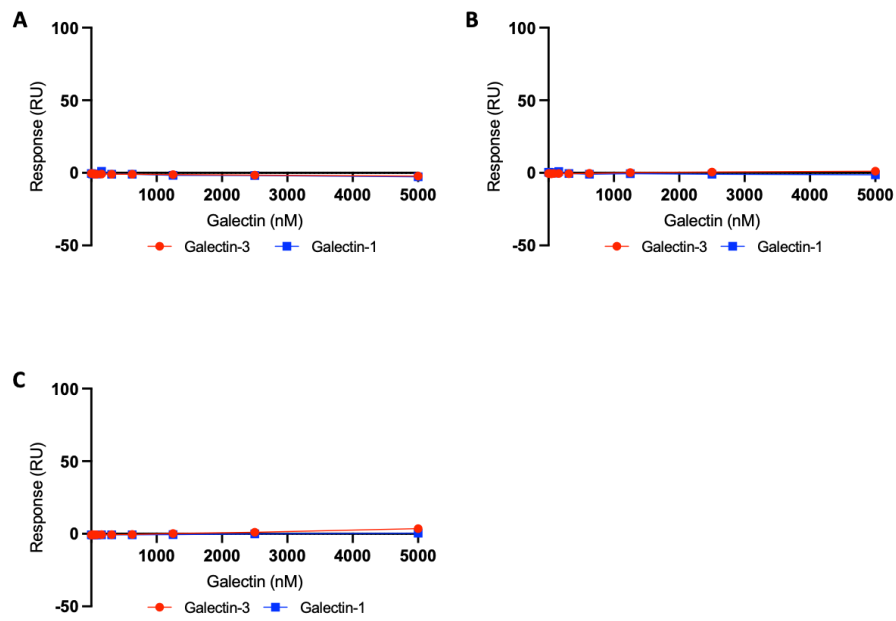 A
Response (RU)
100
50
0
-50
1000 2000 3000 4000 5000
Galectin (nM)
Galectin-3 Galectin-1
B
Response (RU)
100
50
0
-50
1000 2000 3000 4000 5000
Galectin (nM)
Galectin-3 Galectin-1
C
Response (RU)
100
50
0
-50
1000 2000 3000 4000 5000
Galectin (nM)
Galectin-3 Galectin-1